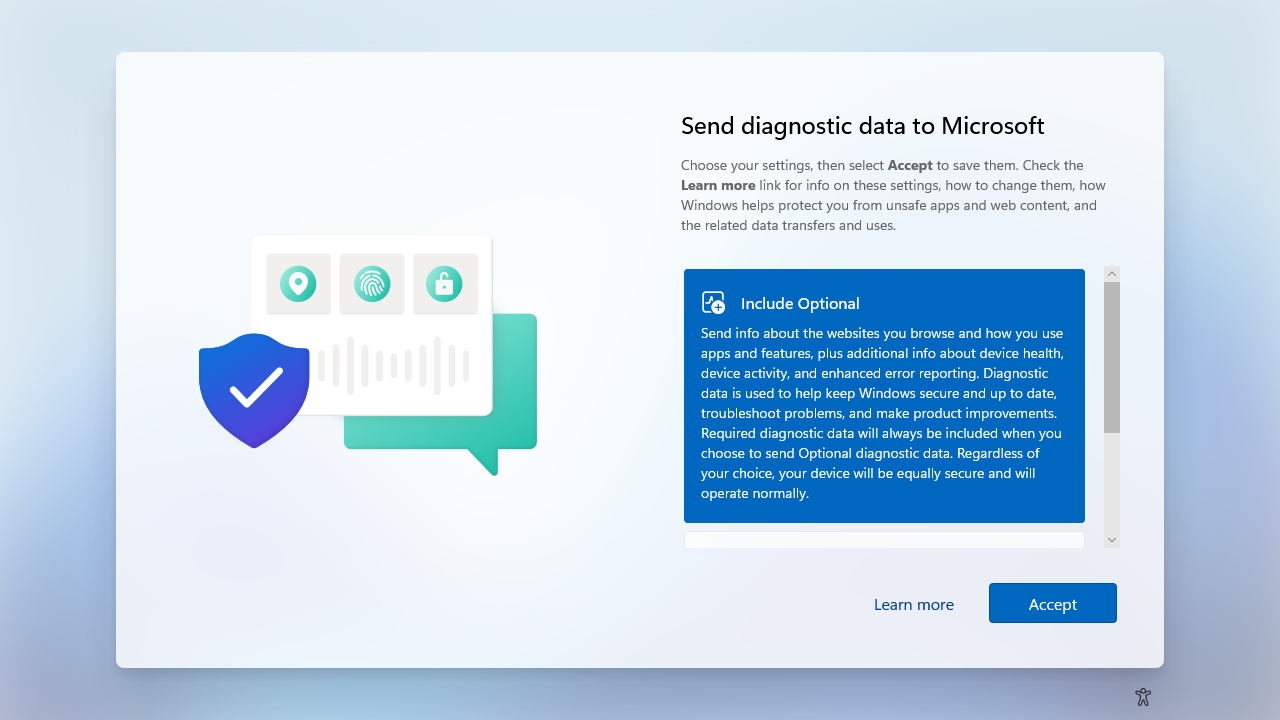 Send diagnostic data to Microsoft
Choose your settings, then select Accept to save them. Check the
Learn more link for info on these settings, how to change them, how
Windows helps protect you from unsafe apps and web content, and
the related data transfers and uses.
Include Optional
Send info about the websites you browse and how you use
apps and features, plus additional info about device health,
device activity, and enhanced error reporting. Diagnostic
data is used to help keep Windows secure and up to date,
troubleshoot problems, and make product improvements.
Required diagnostic data will always be included when you
choose to send Optional diagnostic data. Regardless of
your choice, your device will be equally secure and will
operate normally.
Learn more
Accept